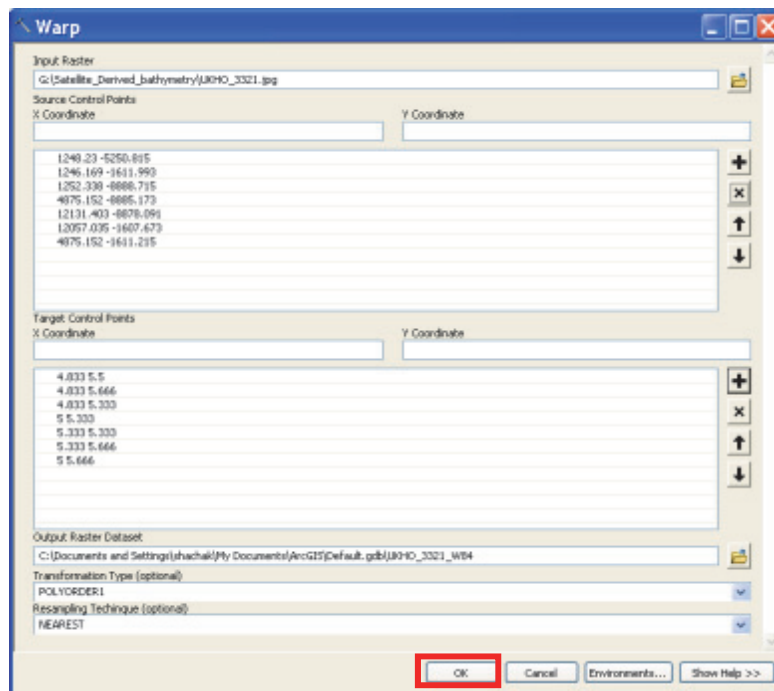 Warp
Input Raster
G:\Satellite_Derived_bathymetry\UKHO_3321.jpg
Source Control Points
X Coordinate Y Coordinate
1248.23 -5250.815
1246.169 -1611.993
1252.338 -8888.715
4875.152 -8885.173
12131.403 -8878.091
12057.035 -1607.673
4875.152 -1611.215
Target Control Points
X Coordinate Y Coordinate
4.833 5.5
4.833 5.666
4.833 5.333
5 5.333
5.333 5.333
5.333 5.666
5 5.666
Output Raster Dataset
C:\Documents and Settings\shachak\My Documents\ArcGIS\Default.gdb\UKHO_3321_W84
Transformation Type (optional)
POLYORDER1
Resampling Techinque (optional)
NEAREST
OK Cancel Environments... Show Help >>